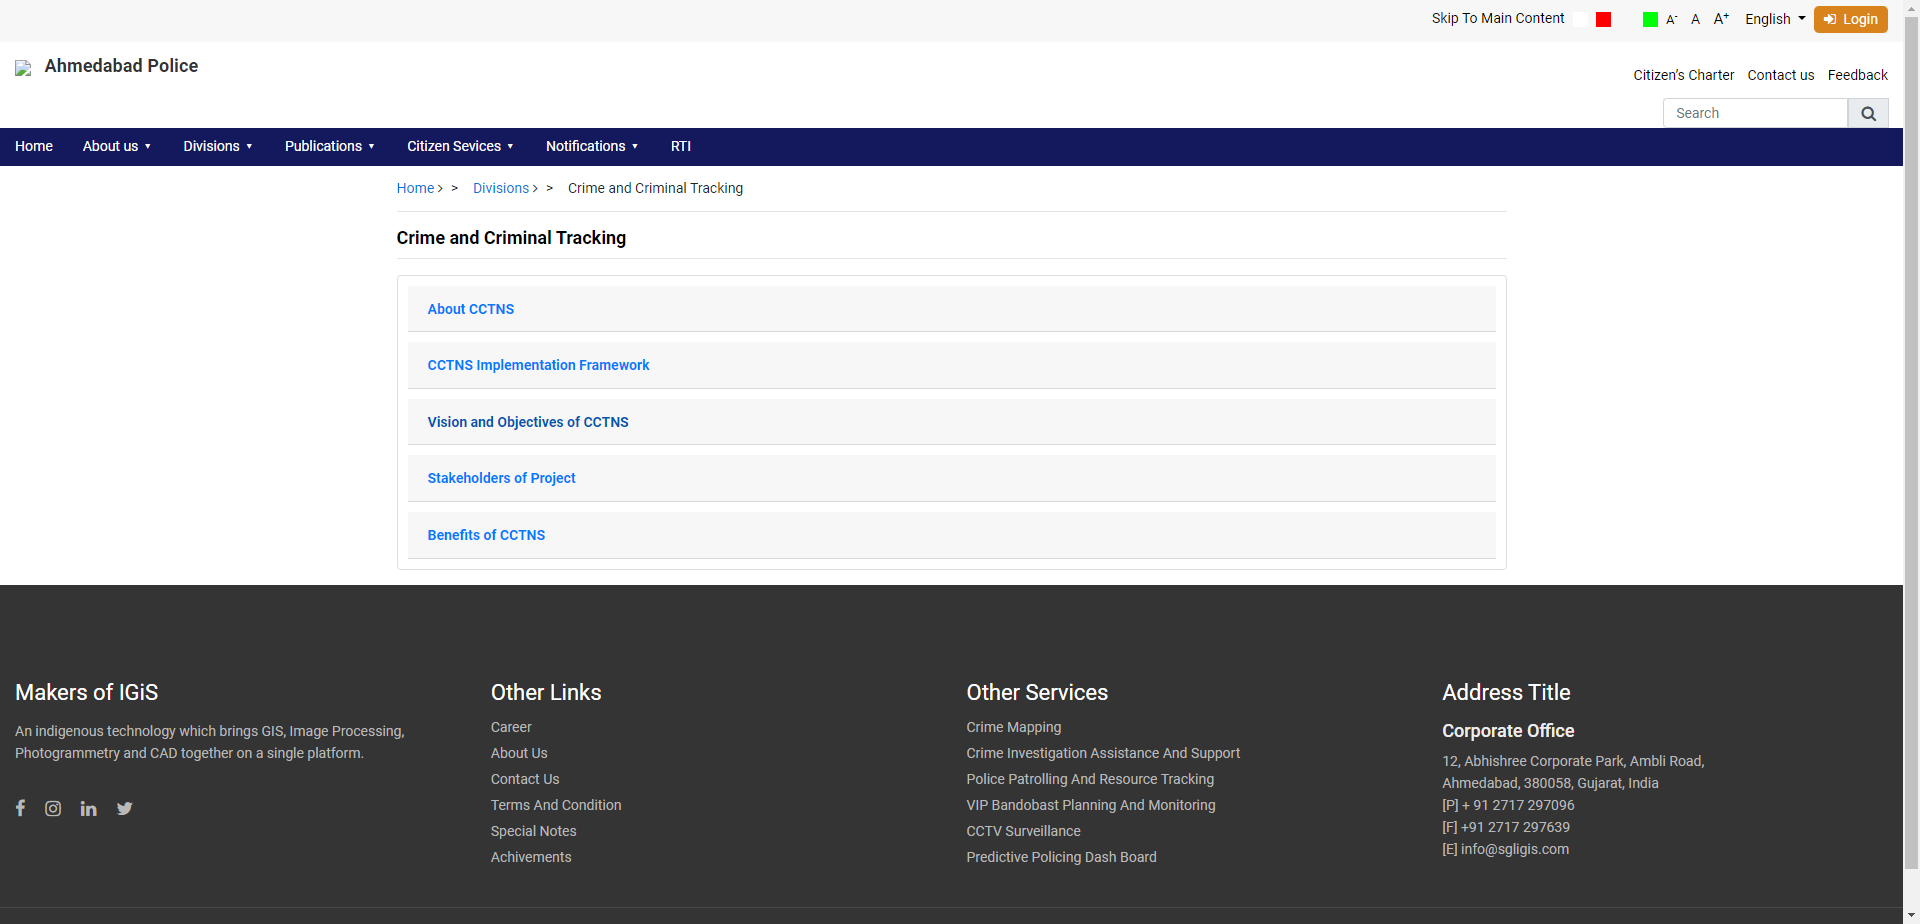 Skip To Main Content A- A A+ English Login
Ahmedabad Police
Citizen's Charter Contact us Feedback
Search
Home About us Divisions Publications Citizen Sevices Notifications RTI
Home > Divisions > Crime and Criminal Tracking
Crime and Criminal Tracking
About CCTNS
CCTNS Implementation Framework
Vision and Objectives of CCTNS
Stakeholders of Project
Benefits of CCTNS
Makers of IGiS
An indigenous technology which brings GIS, Image Processing,
Photogrammetry and CAD together on a single platform.
Other Links
Career
About Us
Contact Us
Terms And Condition
Special Notes
Achivements
Other Services
Crime Mapping
Crime Investigation Assistance And Support
Police Patrolling And Resource Tracking
VIP Bandobast Planning And Monitoring
CCTV Surveillance
Predictive Policing Dash Board
Address Title
Corporate Office
12, Abhishree Corporate Park, Ambli Road,
Ahmedabad, 380058, Gujarat, India
[P] + 91 2717 297096
[F] +91 2717 297639
[E] info@sgligis.com